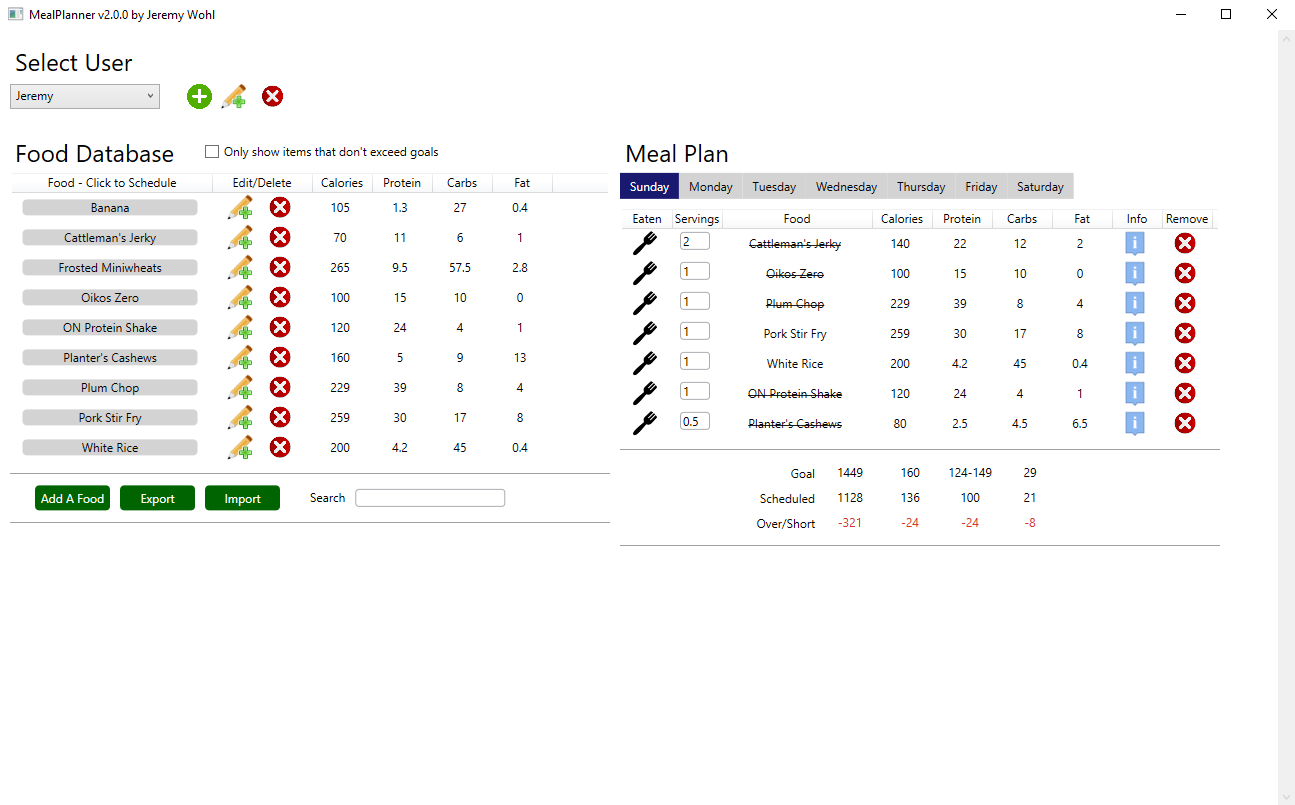 MealPlanner v2.0.0 by Jeremy Wohl
Select User
Jeremy
Food Database
Only show items that don't exceed goals
Food - Click to Schedule Edit/Delete Calories Protein Carbs Fat
Banana 105 1.3 27 0.4
Cattleman's Jerky 70 11 6 1
Frosted Miniwheats 265 9.5 57.5 2.8
Oikos Zero 100 15 10 0
ON Protein Shake 120 24 4 1
Planter's Cashews 160 5 9 13
Plum Chop 229 39 8 4
Pork Stir Fry 259 30 17 8
White Rice 200 4.2 45 0.4
Add A Food Export Import Search
Meal Plan
Sunday Monday Tuesday Wednesday Thursday Friday Saturday
Eaten Servings Food Calories Protein Carbs Fat Info Remove
2 Cattleman's Jerky 140 22 12 2 i
1 Oikos Zero 100 15 10 0 i
1 Plum Chop 229 39 8 4 i
1 Pork Stir Fry 259 30 17 8 i
1 White Rice 200 4.2 45 0.4 i
1 ON Protein Shake 120 24 4 1 i
0.5 Planter's Cashews 80 2.5 4.5 6.5 i
Goal 1449 160 124-149 29
Scheduled 1128 136 100 21
Over/Short -321 -24 -24 -8